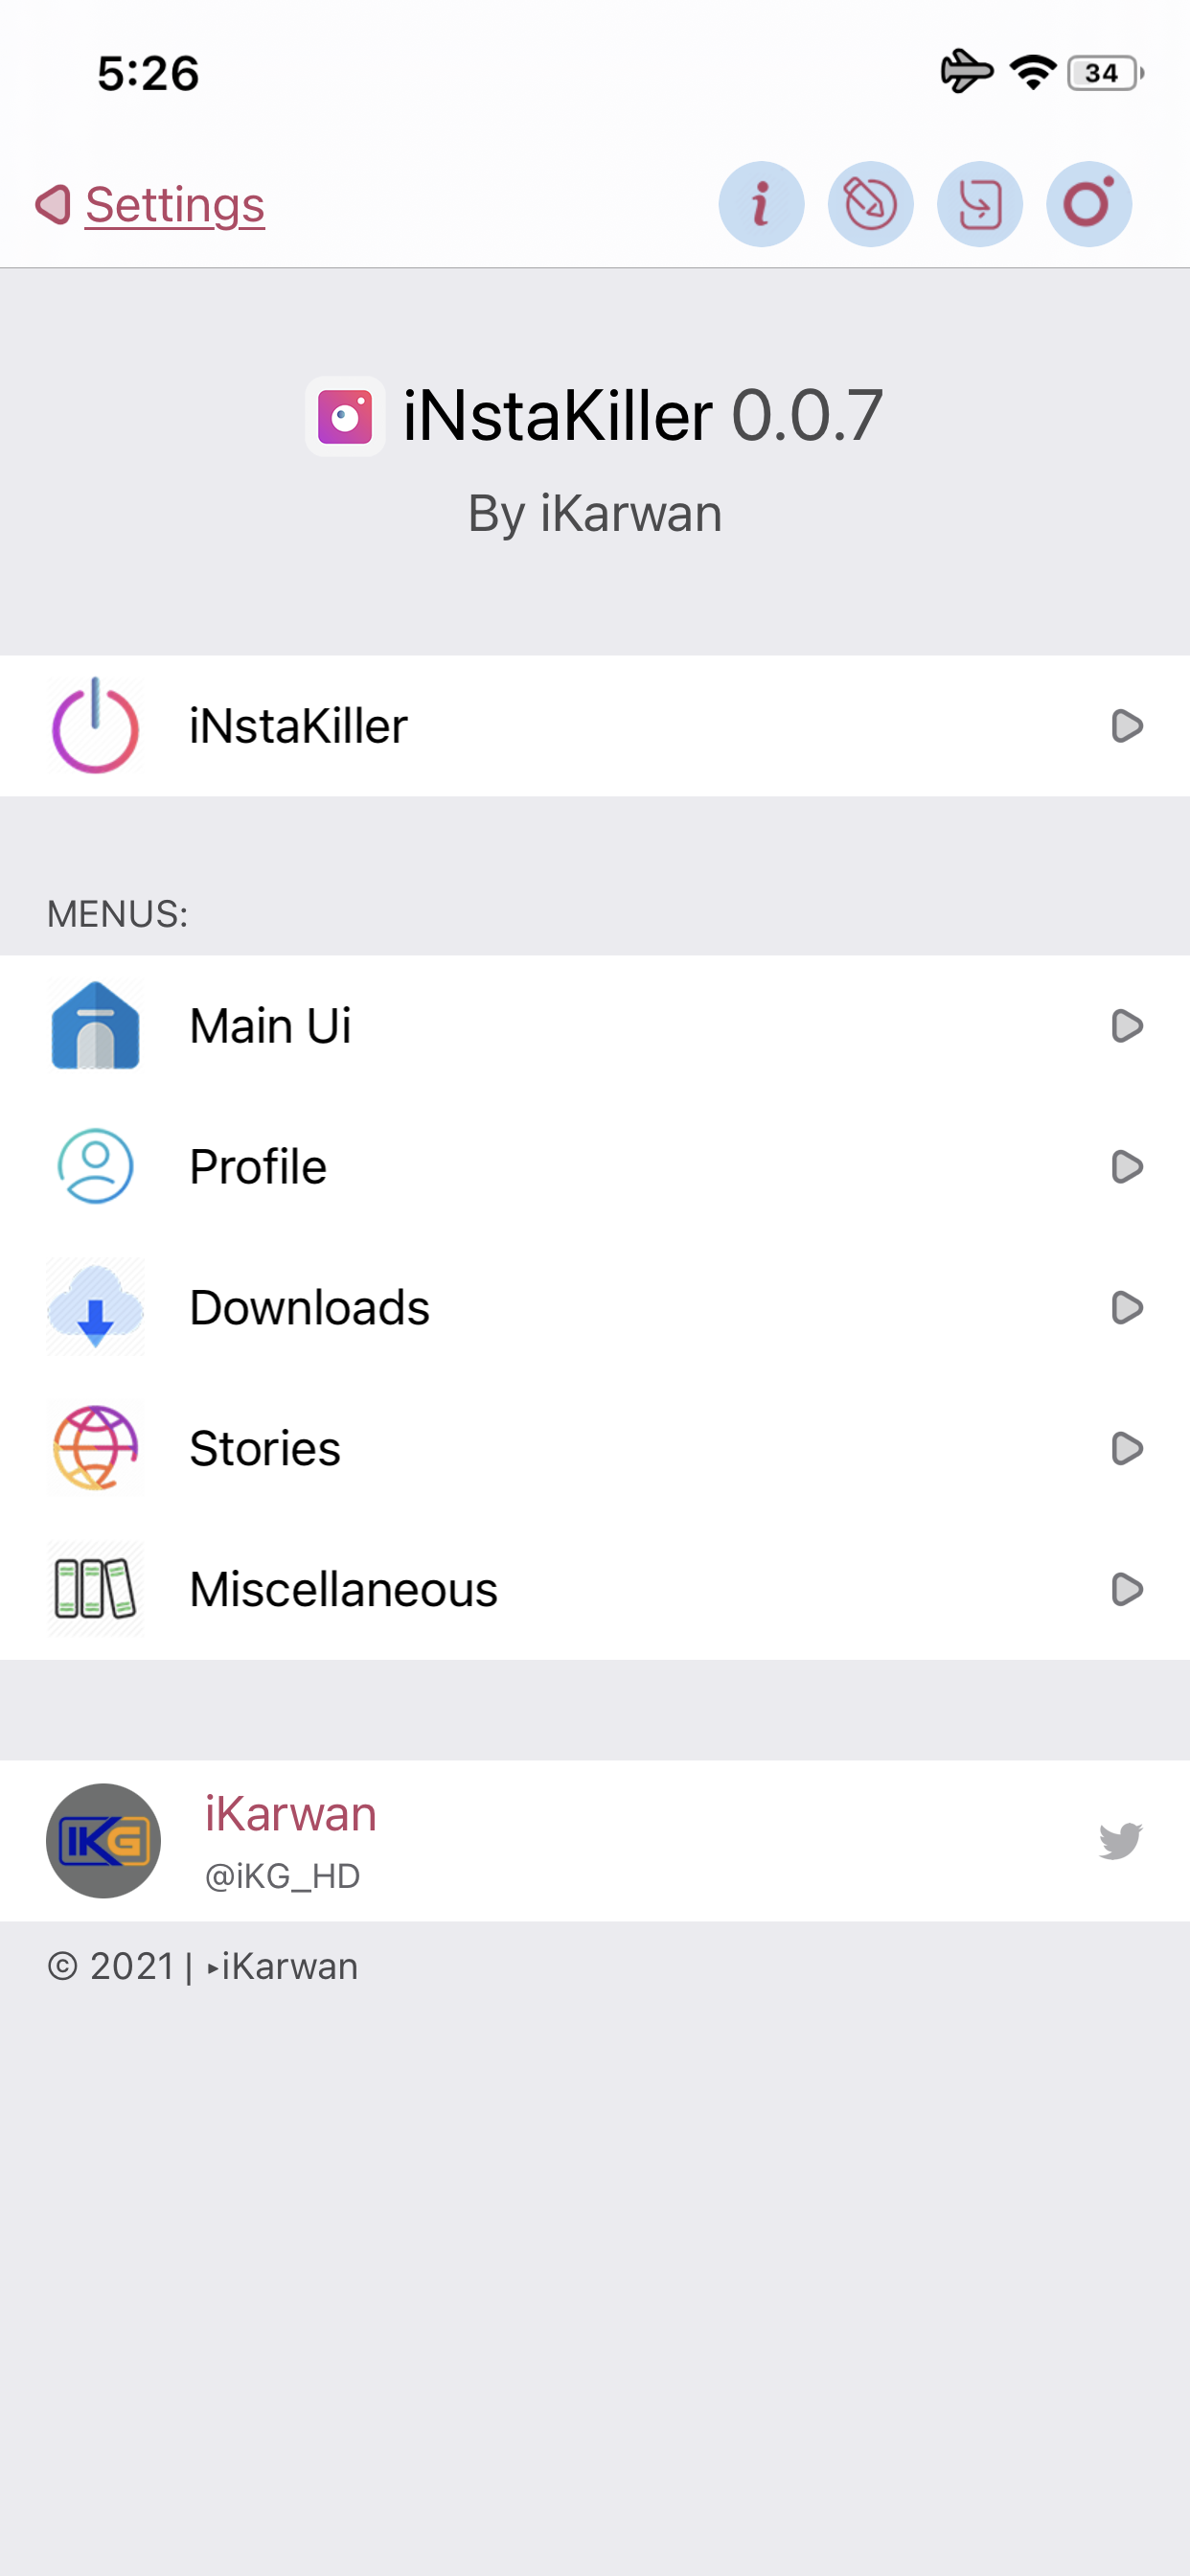 5:26
34
Settings
iNstaKiller 0.0.7
By iKarwan
iNstaKiller
MENUS:
Main Ui
Profile
Downloads
Stories
Miscellaneous
IKG
iKarwan
@iKG_HD
© 2021 | ‣iKarwan